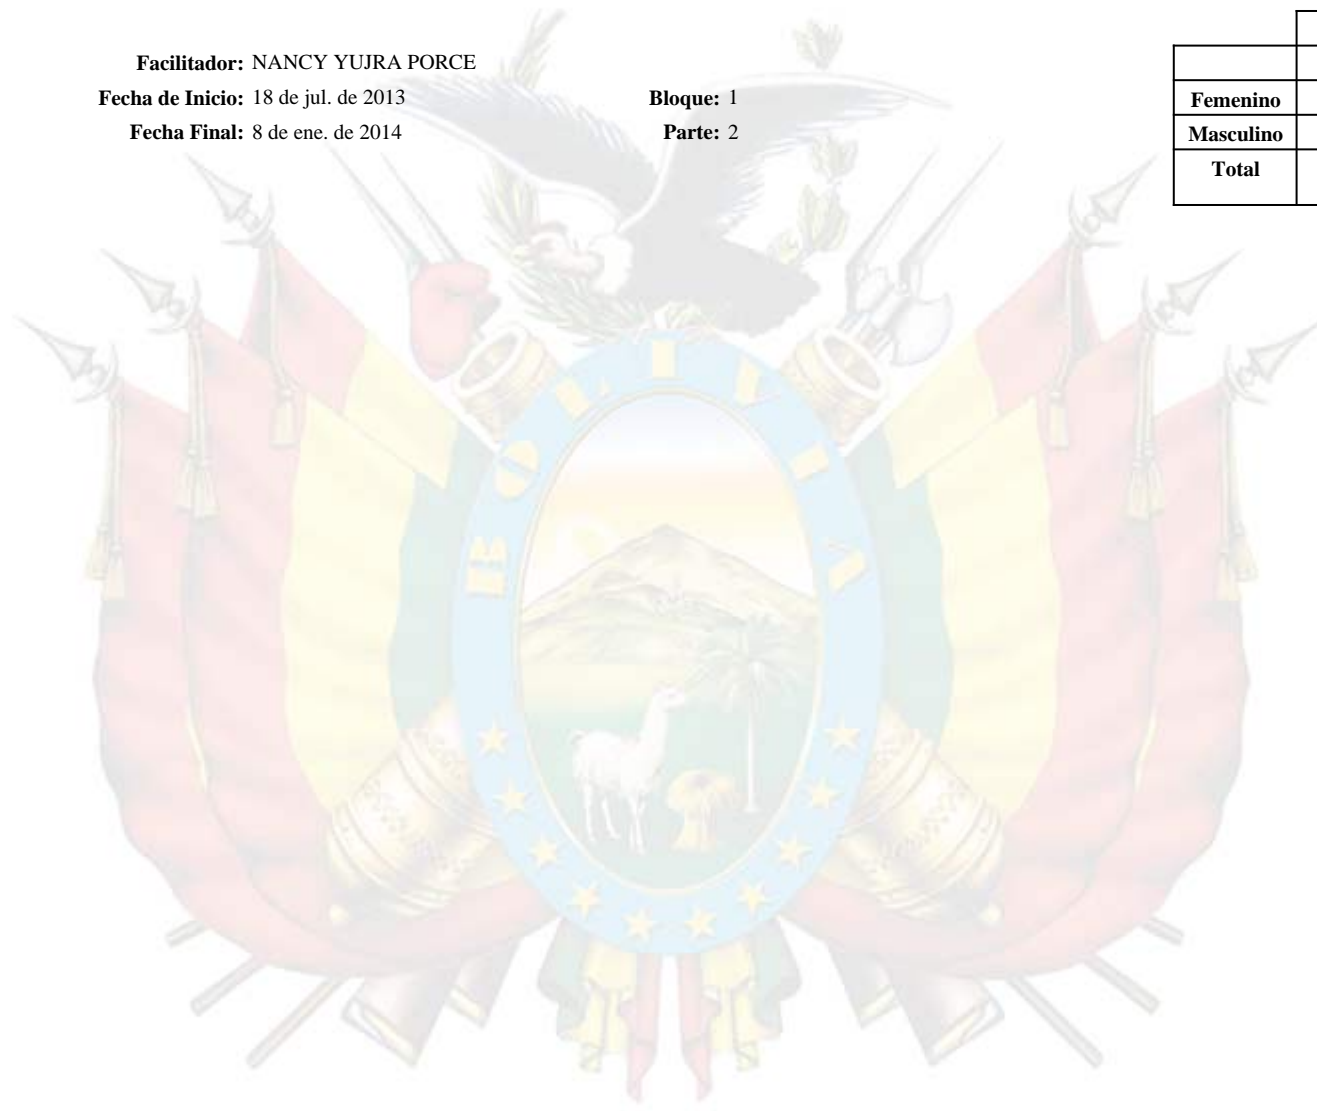 Facilitador: NANCY YUJRA PORCE
Fecha de Inicio: 18 de jul. de 2013 Bloque: 1
Fecha Final: 8 de ene. de 2014 Parte: 2
Femenino
Masculino
Total
BOLIVIA